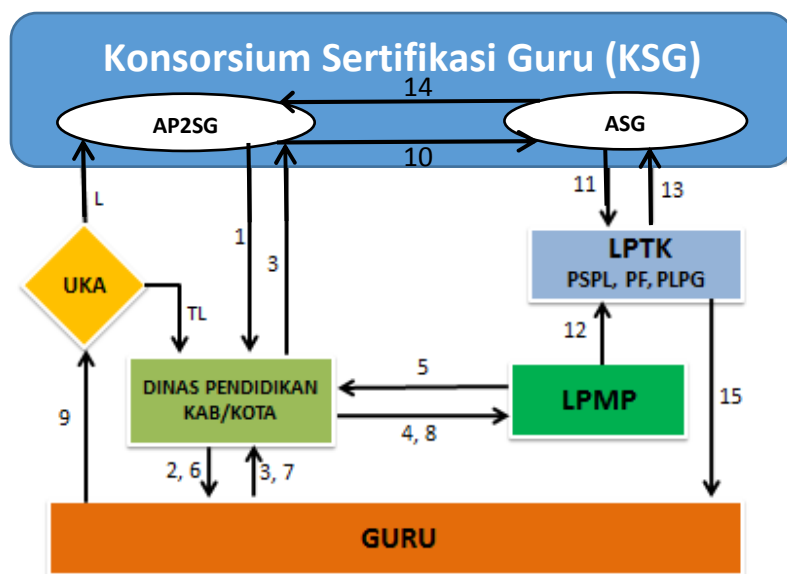 Konsorsium Sertifikasi Guru (KSG)
14
AP2SG
ASG
10
L
11
13
1
3
LPTK
PSPL, PF, PLPG
UKA
TL
12
DINAS PENDIDIKAN
KAB/KOTA
5
LPMP
9
4, 8
15
2, 6
3, 7
GURU